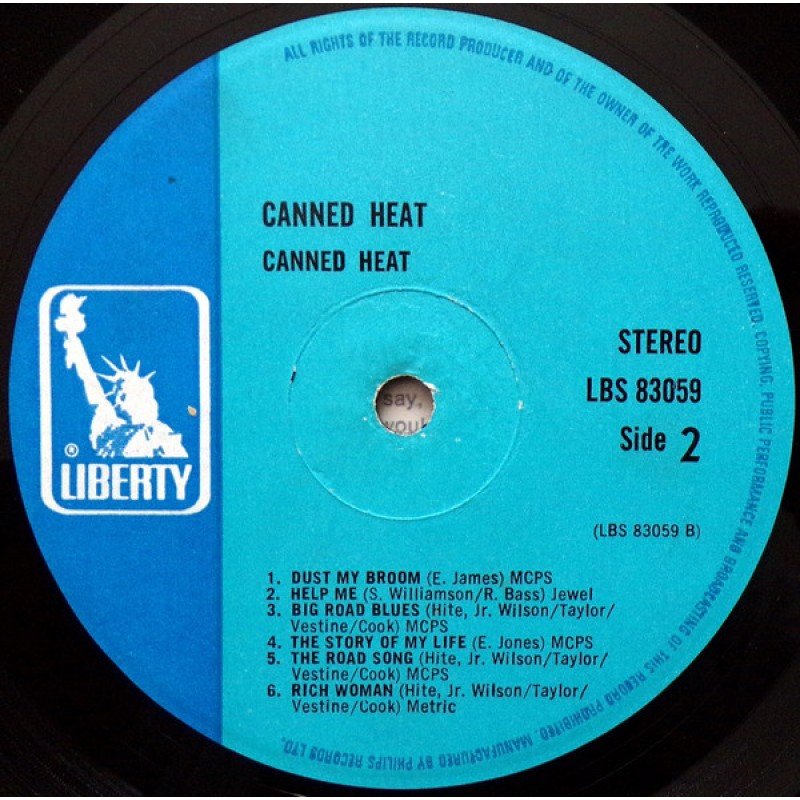 ALL RIGHTS OF THE RECORD PRODUCER AND OF THE OWNER OF THE WORK REPRODUCED RESERVED. COPYING, PUBLIC PERFORMANCE AND BROADCASTING OF THIS RECORD PROHIBITED. MANUFACTURED BY PHILIPS RECORDS LTD.
CANNED HEAT
CANNED HEAT
STEREO
LBS 83059
Side 2
say,
® LIBERTY
(LBS 83059 B)
1. DUST MY BROOM (E. James) MCPS
2. HELP ME (S. Williamson/R. Bass) Jewel
3. BIG ROAD BLUES (Hite, Jr. Wilson/Taylor/
Vestine/Cook) MCPS
4. THE STORY OF MY LIFE (E. Jones) MCPS
5. THE ROAD SONG (Hite, Jr. Wilson/Taylor/
Vestine/Cook) MCPS
6. RICH WOMAN (Hite, Jr. Wilson/Taylor/
Vestine/Cook) Metric